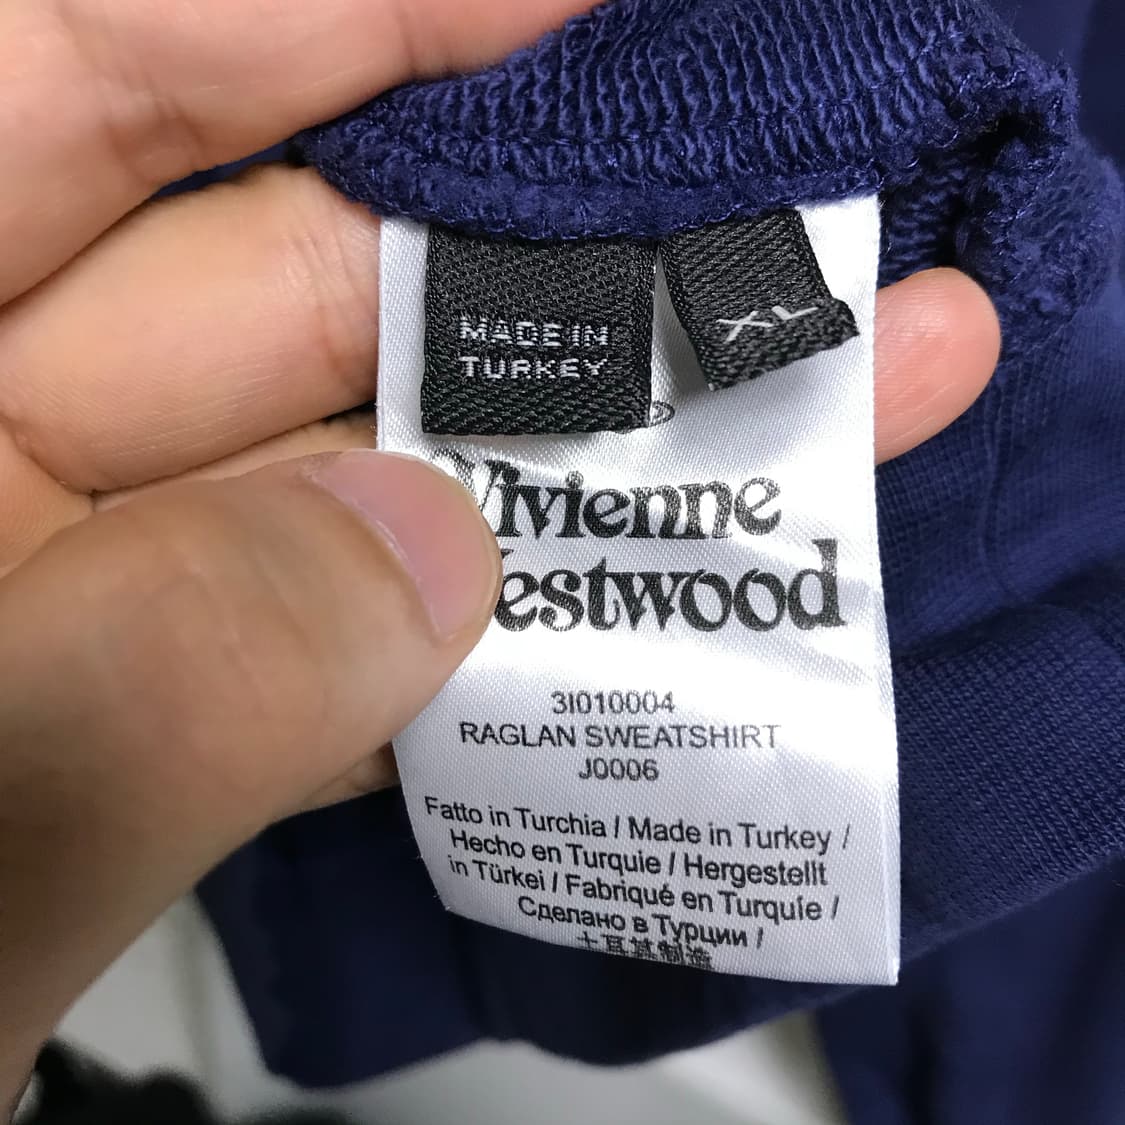 MADE IN
TURKEY
XL
Vivienne
Westwood
3I010004
RAGLAN SWEATSHIRT
J0006
Fatto in Turchia / Made in Turkey /
Hecho en Turquie / Hergestellt
in Türkei / Fabriqué en Turquie /
Сделано в Турции /
土耳其制造